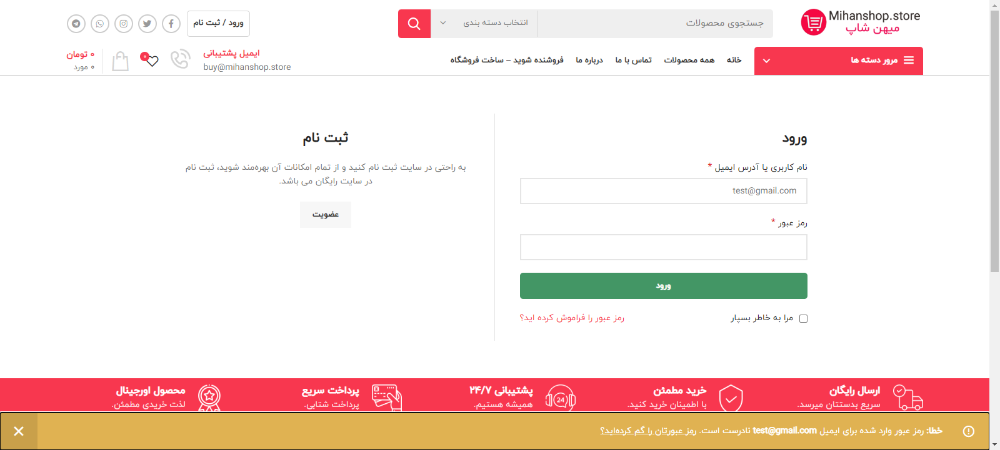 Mihanshop.store
میهن شاپ
جستجوی محصولات
انتخاب دسته بندی
ورود / ثبت نام
مرور دسته ها
خانه
همه محصولات
تماس با ما
درباره ما
فروشنده شوید – ساخت فروشگاه
ایمیل پشتیبانی
buy@mihanshop.store
۰
۰ تومان
۰ مورد
ورود
نام کاربری یا آدرس ایمیل *
test@gmail.com
رمز عبور *
ورود
مرا به خاطر بسپار
رمز عبور را فراموش کرده اید؟
ثبت نام
به راحتی در سایت ثبت نام کنید و از تمام امکانات آن بهره‌مند شوید، ثبت نام
در سایت رایگان می باشد.
عضویت
ارسال رایگان
سریع بدستتان میرسد.
خرید مطمئن
با اطمینان خرید کنید.
24
پشتیبانی ۲۴/۷
همیشه هستیم.
پرداخت سریع
پرداخت شتابی.
محصول اورجینال
لذت خریدی مطمئن.
خطا: رمز عبور وارد شده برای ایمیل test@gmail.com نادرست است. رمز عبورتان را گم کرده‌اید؟